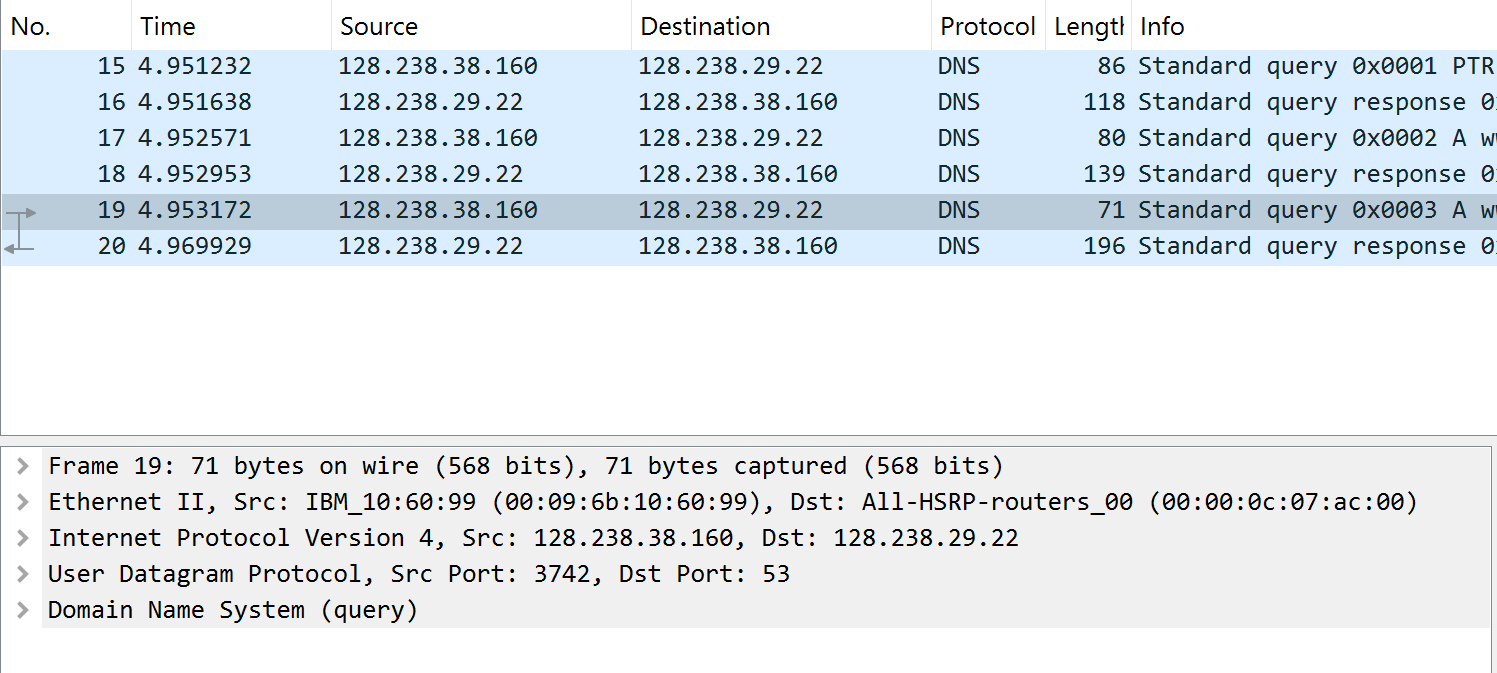 No. Time Source Destination Protocol Length Info
15 4.951232 128.238.38.160 128.238.29.22 DNS 86 Standard query 0x0001 PTR
16 4.951638 128.238.29.22 128.238.38.160 DNS 118 Standard query response
17 4.952571 128.238.38.160 128.238.29.22 DNS 80 Standard query 0x0002 A
18 4.952953 128.238.29.22 128.238.38.160 DNS 139 Standard query response
19 4.953172 128.238.38.160 128.238.29.22 DNS 71 Standard query 0x0003 A
20 4.969929 128.238.29.22 128.238.38.160 DNS 196 Standard query response
Frame 19: 71 bytes on wire (568 bits), 71 bytes captured (568 bits)
Ethernet II, Src: IBM_10:60:99 (00:09:6b:10:60:99), Dst: All-HSRP-routers_00 (00:00:0c:07:ac:00)
Internet Protocol Version 4, Src: 128.238.38.160, Dst: 128.238.29.22
User Datagram Protocol, Src Port: 3742, Dst Port: 53
Domain Name System (query)